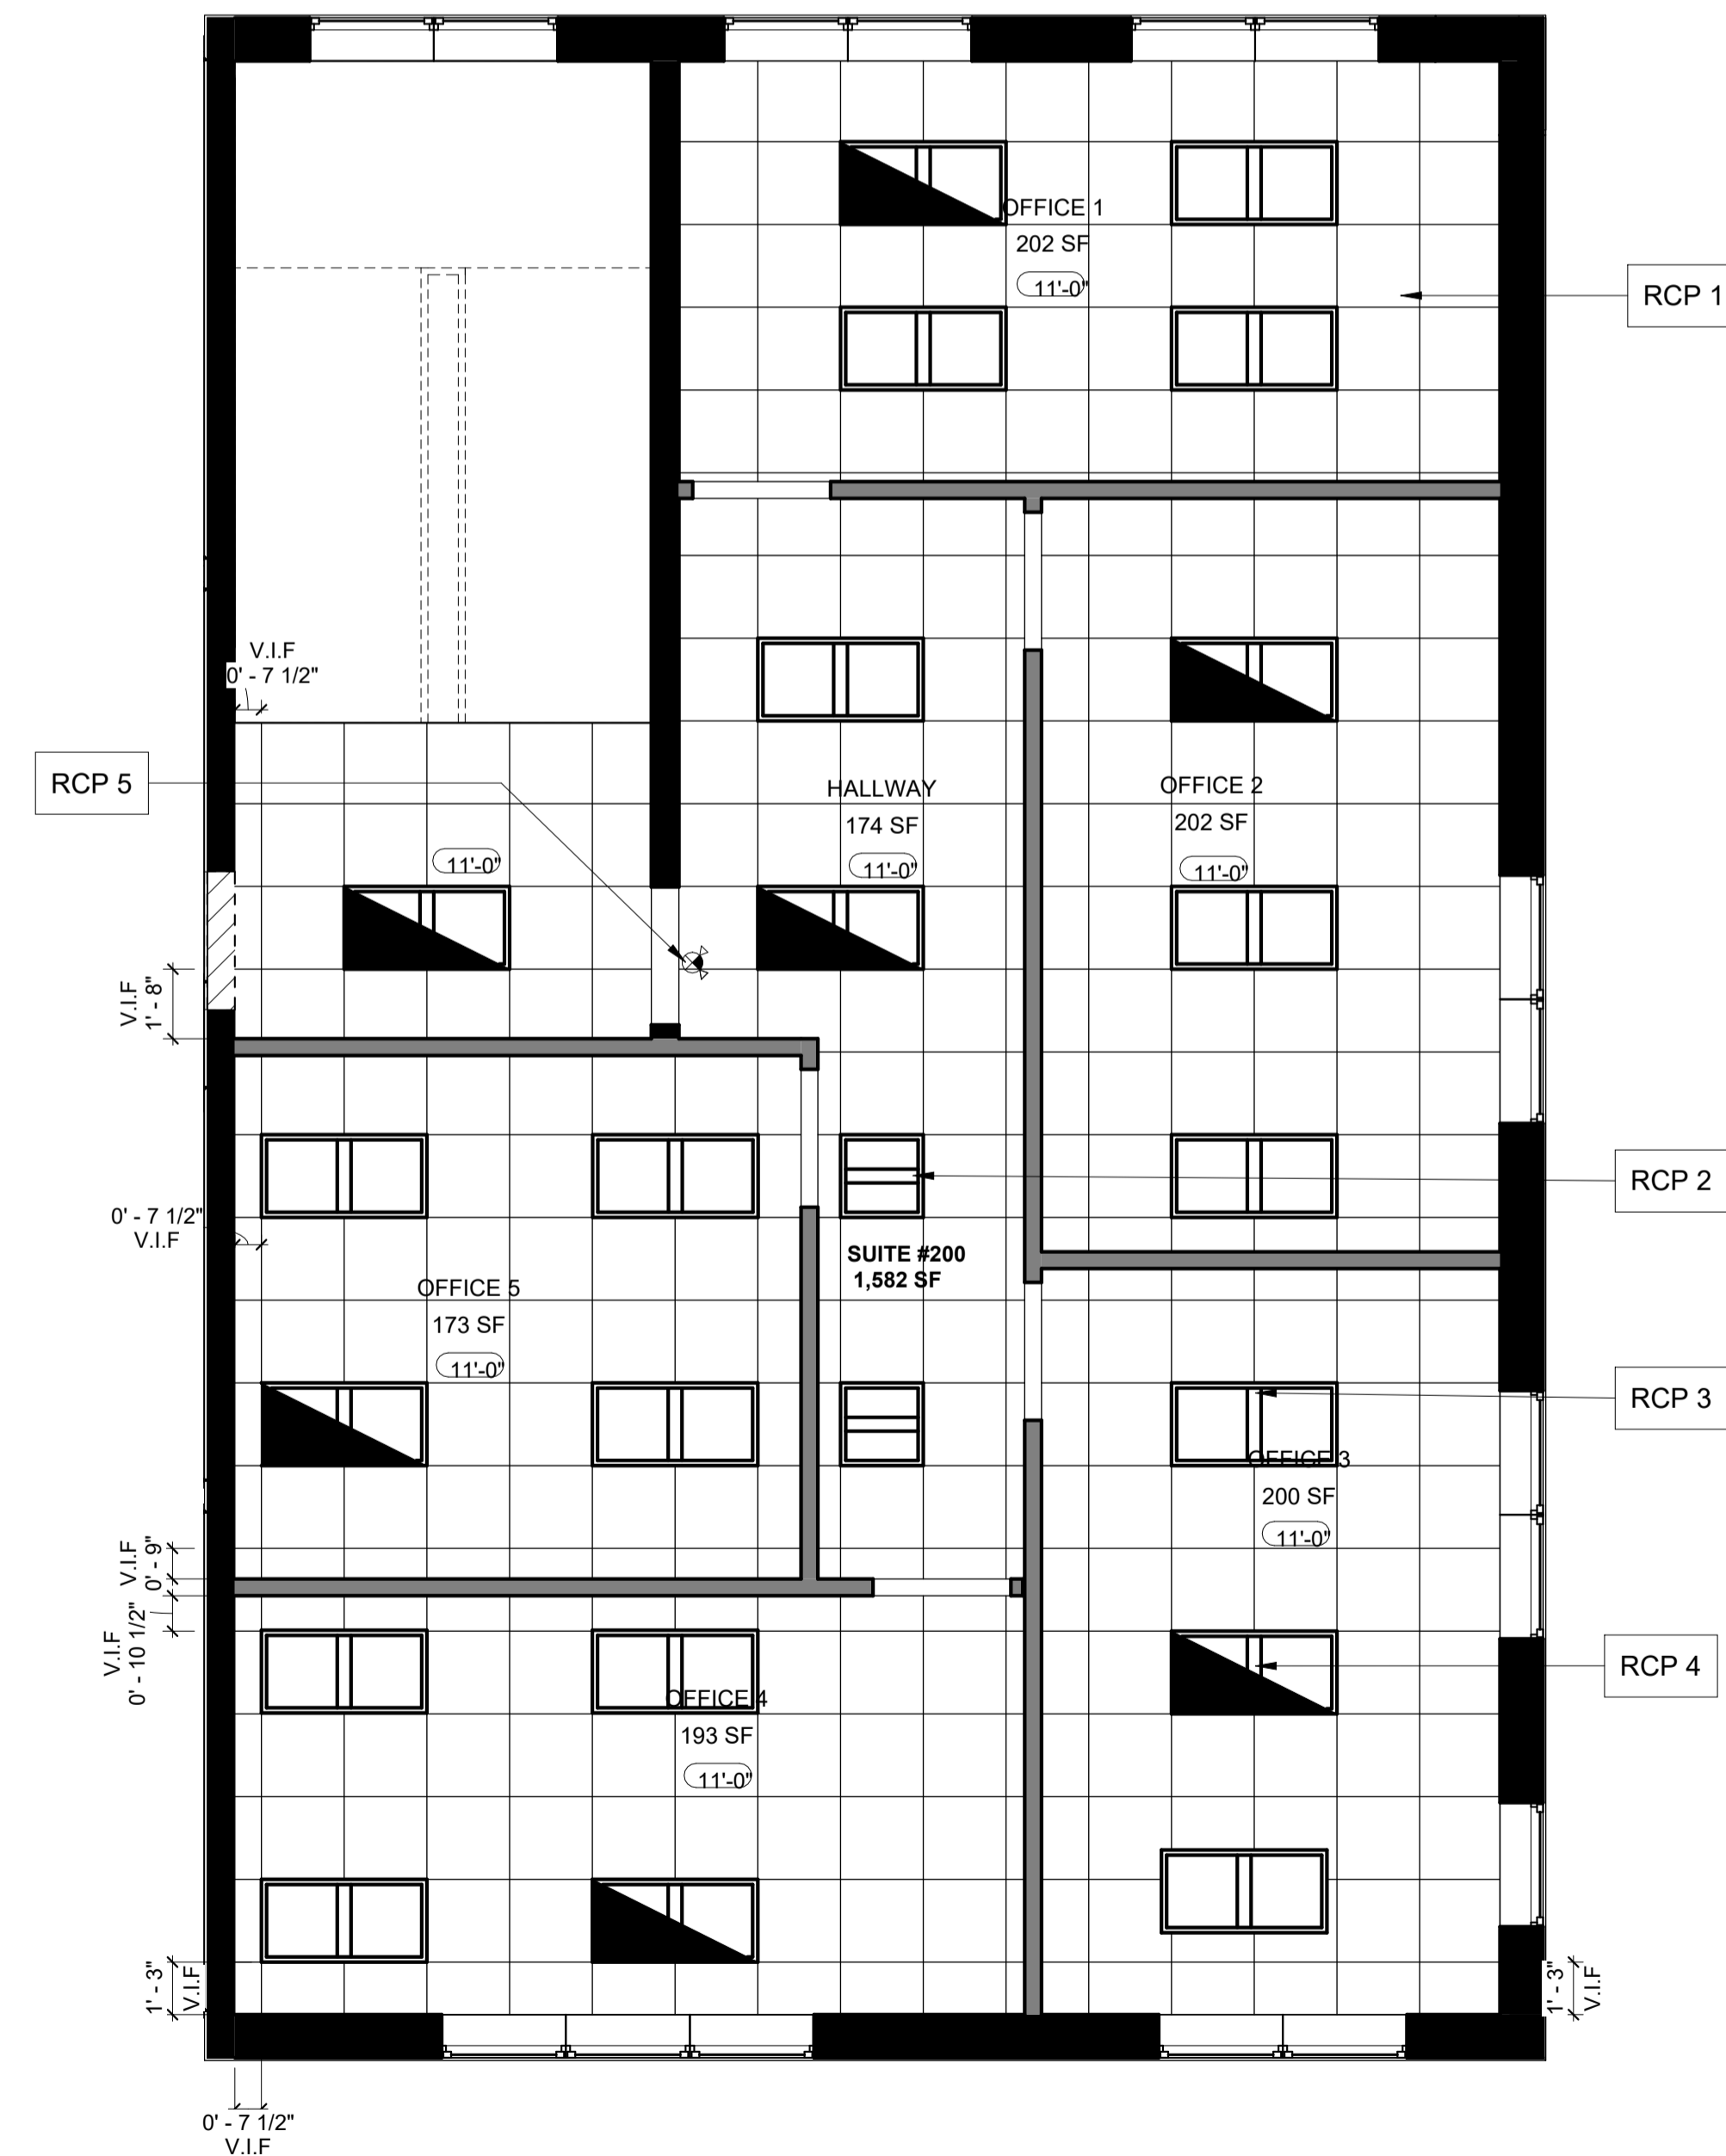 OFFICE 1
202 SF
11'-0"
RCP 1
V.I.F
0' - 7 1/2"
RCP 5
11'-0"
HALLWAY
174 SF
11'-0"
OFFICE 2
202 SF
11'-0"
V.I.F
1' - 8"
RCP 2
0' - 7 1/2"
V.I.F
SUITE #200
1,582 SF
OFFICE 5
173 SF
11'-0"
RCP 3
OFFICE 3
200 SF
11'-0"
V.I.F
0' - 9"
V.I.F
0' - 10 1/2"
RCP 4
OFFICE 4
193 SF
11'-0"
1' - 3"
V.I.F
1' - 3"
V.I.F
0' - 7 1/2"
V.I.F